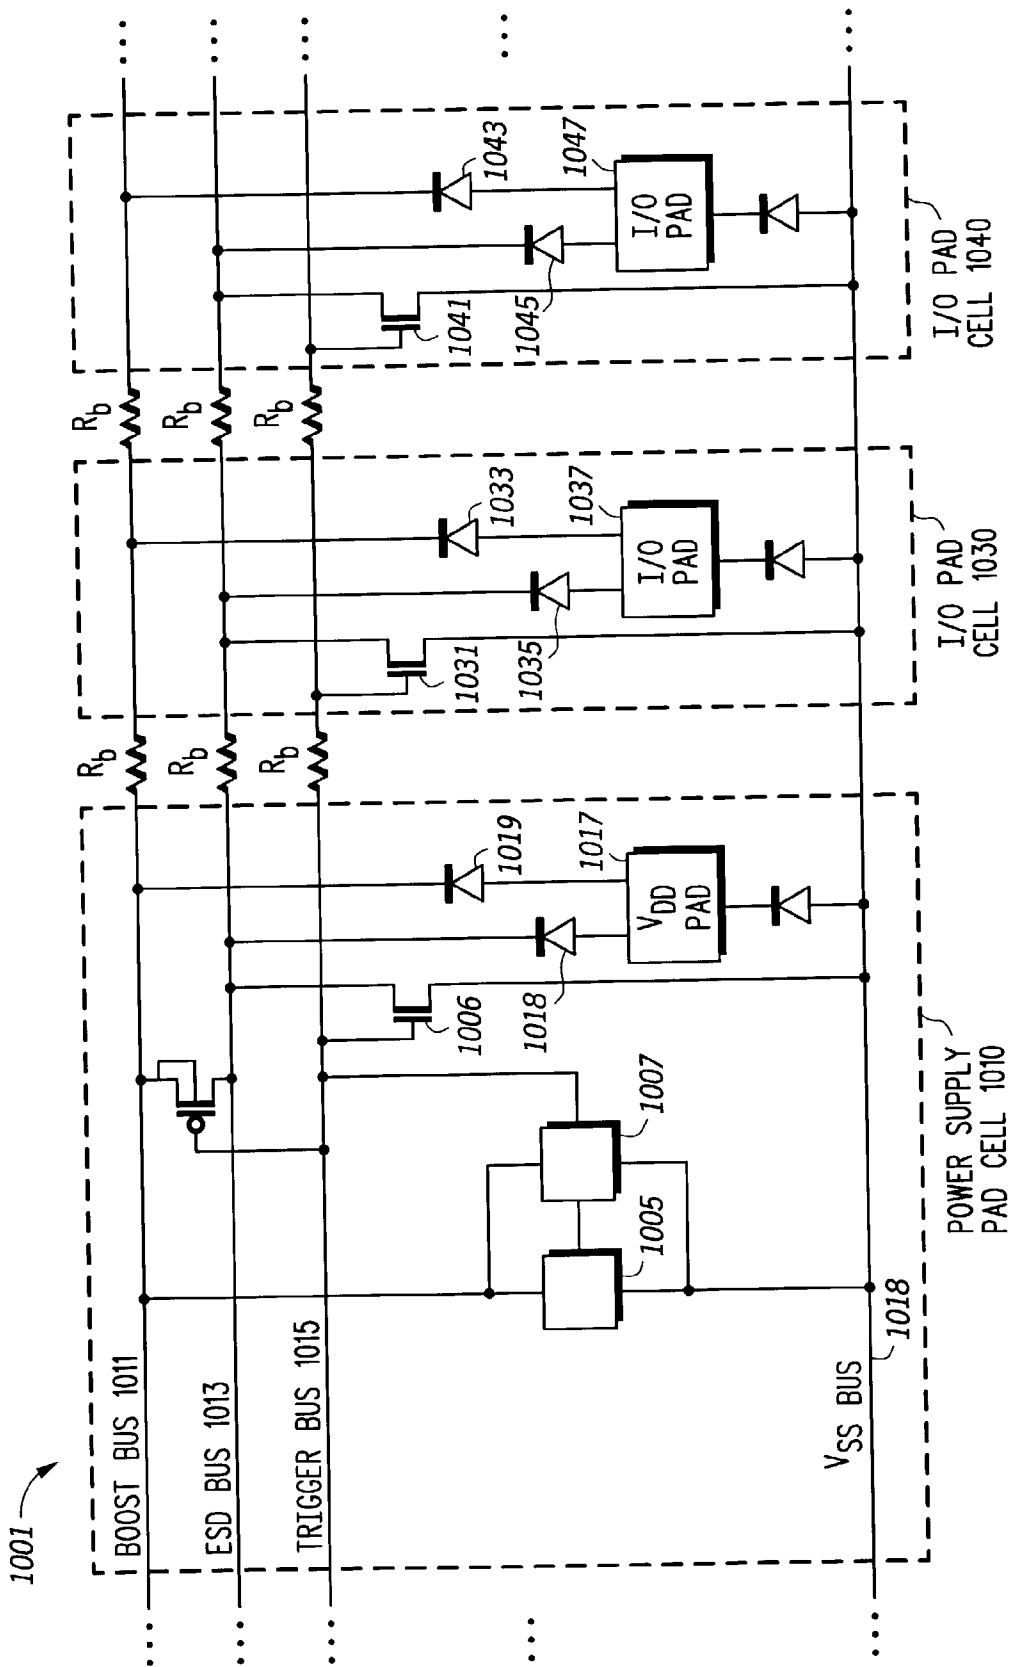 1001
BOOST BUS 1011
ESD BUS 1013
TRIGGER BUS 1015
VSS BUS
1018
1005
1007
1006
1018
1019
1017
VDD
PAD
POWER SUPPLY
PAD CELL 1010
Rb
Rb
Rb
1031
1035
1033
1037
I/O
PAD
I/O PAD
CELL 1030
Rb
Rb
Rb
1041
1045
1043
1047
I/O
PAD
I/O PAD
CELL 1040